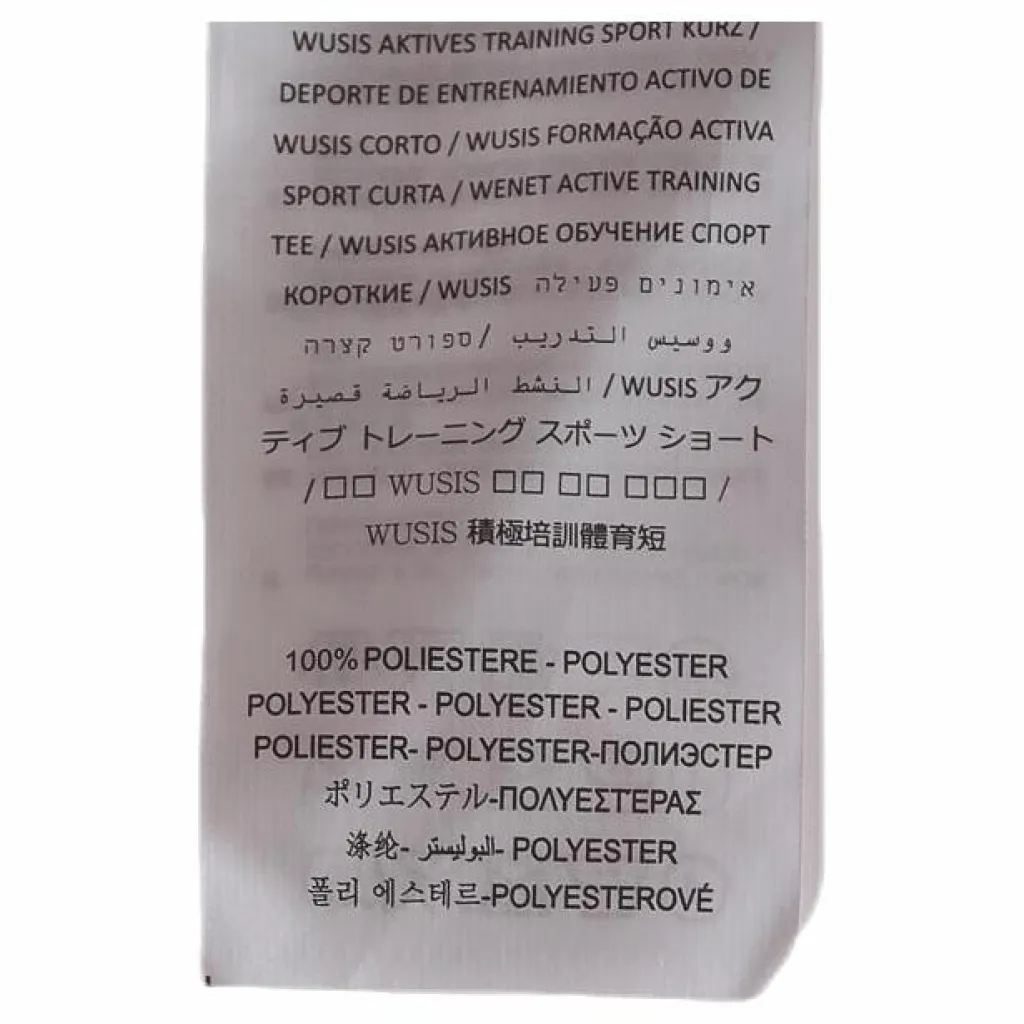 WUSIS AKTIVES TRAINING SPORT KURZ /
DEPORTE DE ENTRENAMIENTO ACTIVO DE
WUSIS CORTO / WUSIS FORMAÇÃO ACTIVA
SPORT CURTA / WENET ACTIVE TRAINING
TEE / WUSIS АКТИВНОЕ ОБУЧЕНИЕ СПОРТ
КОРОТКИЕ / WUSIS אימונים פעילה
ווسيس التدريب / ספורט קצרה
النشط الرياضة قصيرة / WUSIS アク
ティブ トレーニング スポーツ ショート
/ □□ WUSIS □□ □□ □□□ /
WUSIS 積極培訓體育短
100% POLIESTERE - POLYESTER
POLYESTER - POLYESTER - POLIESTER
POLIESTER- POLYESTER-ПОЛИЭСТЕР
ポリエステル-ΠΟΛΥΕΣΤΕΡΑΣ
涤纶- البوليستر- POLYESTER
폴리 에스테르-POLYESTEROVÉ